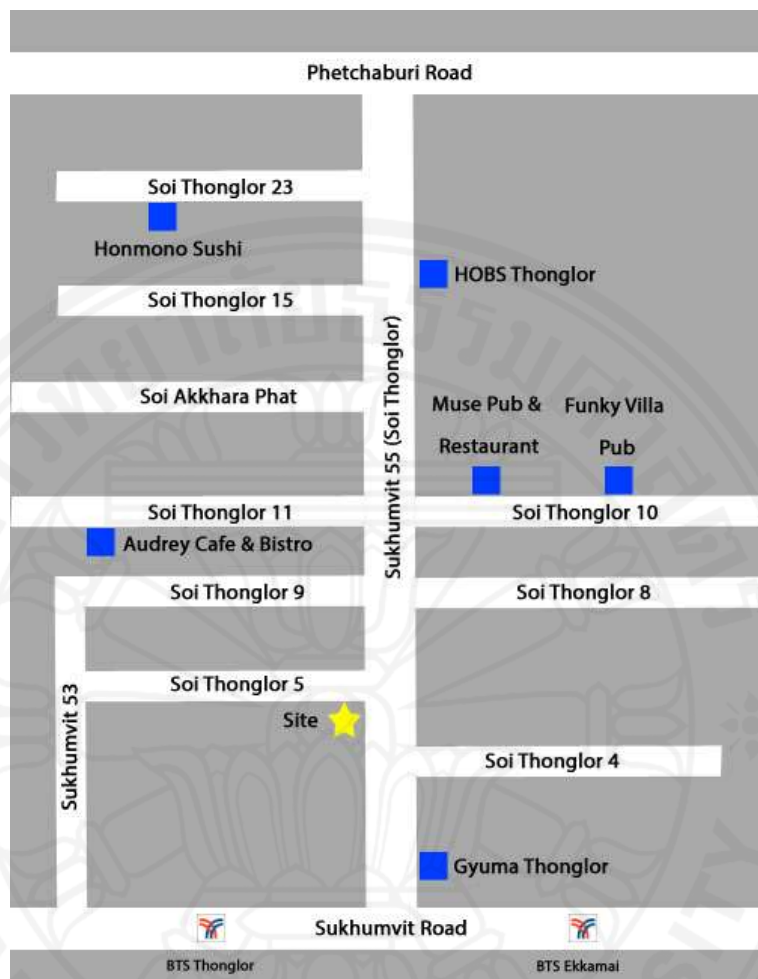 Phetchaburi Road
Soi Thonglor 23
Honmono Sushi
HOBS Thonglor
Soi Thonglor 15
Sukhumvit 55 (Soi Thonglor)
Soi Akkhara Phat
Muse Pub &
Restaurant
Funky Villa
Pub
Soi Thonglor 11
Soi Thonglor 10
Audrey Cafe & Bistro
Soi Thonglor 9
Soi Thonglor 8
Sukhumvit 53
Soi Thonglor 5
Site
Soi Thonglor 4
Gyuma Thonglor
Sukhumvit Road
BTS Thonglor
BTS Ekkamai